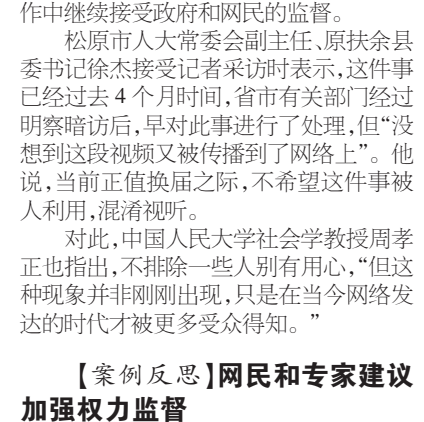 作中继续接受政府和网民的监督。
松原市人大常委会副主任、原扶余县
委书记徐杰接受记者采访时表示,这件事
已经过去 4 个月时间,省市有关部门经过
明察暗访后,早对此事进行了处理,但“没
想到这段视频又被传播到了网络上”。他
说,当前正值换届之际,不希望这件事被
人利用,混淆视听。
对此,中国人民大学社会学教授周孝
正也指出,不排除一些人别有用心,“但这
种现象并非刚刚出现,只是在当今网络发
达的时代才被更多受众得知。”
【案例反思】网民和专家建议
加强权力监督